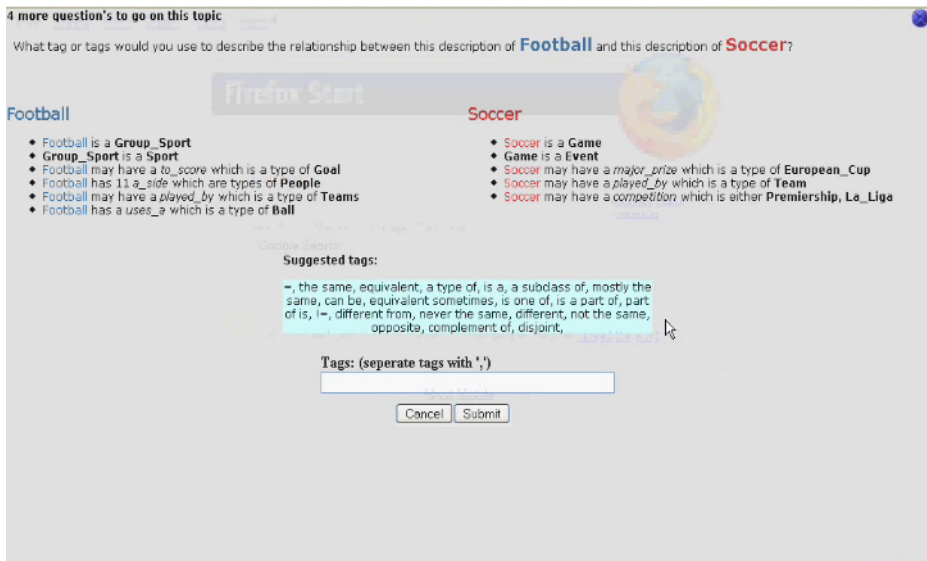 4 more question's to go on this topic
What tag or tags would you use to describe the relationship between this description of Football and this description of Soccer?
Firefox Start
Football
Football is a Group_Sport
Group_Sport is a Sport
Football may have a to_score which is a type of Goal
Football has 11 a_side which are types of People
Football may have a played_by which is a type of Teams
Football has a uses_a which is a type of Ball
Soccer
Soccer is a Game
Game is a Event
Soccer may have a major_prize which is a type of European_Cup
Soccer may have a played_by which is a type of Team
Soccer may have a competition which is either Premiership, La_Liga
Google Search
Suggested tags:
=, the same, equivalent, a type of, is a, a subclass of, mostly the
same, can be, equivalent sometimes, is one of, is a part of, part
of is, !=, different from, never the same, different, not the same,
opposite, complement of, disjoint,
Tags: (seperate tags with ',')
Cancel Submit